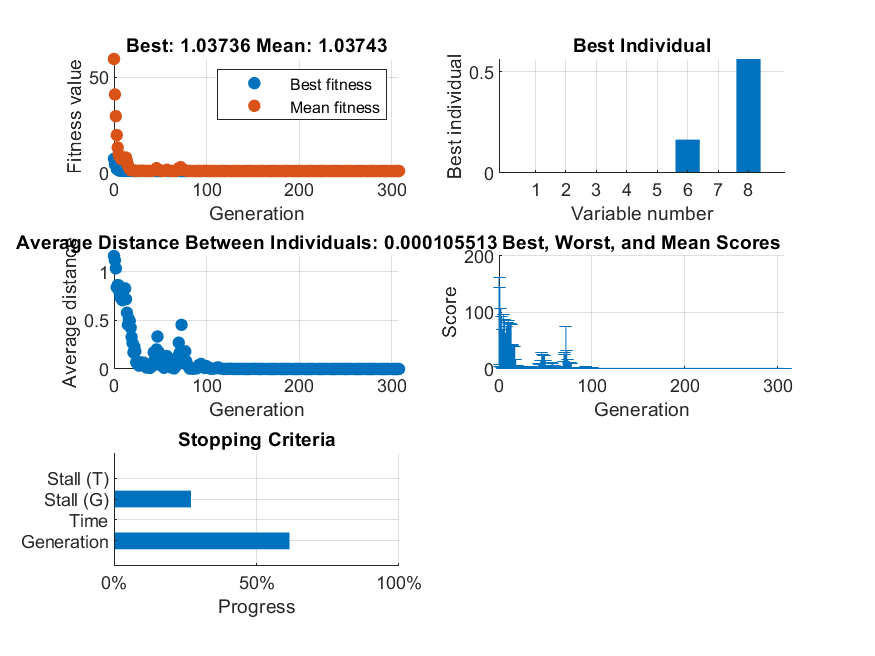 Best: 1.03736 Mean: 1.03743
Fitness value
50
0
Best fitness
Mean fitness
0 100 200 300
Generation
Best Individual
Best individual
0.5
0
1 2 3 4 5 6 7 8
Variable number
Average Distance Between Individuals: 0.000105513
Average distance
1
0.5
0
0 100 200 300
Generation
Best, Worst, and Mean Scores
Score
200
100
0
0 100 200 300
Generation
Stopping Criteria
Stall (T)
Stall (G)
Time
Generation
0% 50% 100%
Progress